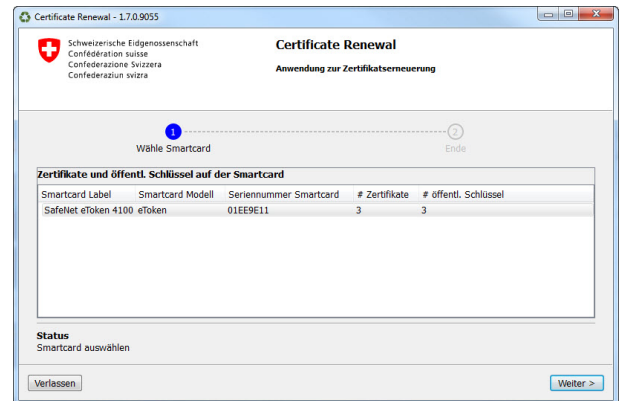 Certificate Renewal - 1.7.0.9055
Schweizerische Eidgenossenschaft
Confédération suisse
Confederazione Svizzera
Confederaziun svizra
Certificate Renewal
Anwendung zur Zertifikatserneuerung
1
2
Wähle Smartcard
Ende
Zertifikate und öffentl. Schlüssel auf der Smartcard
Smartcard Label Smartcard Modell Seriennummer Smartcard # Zertifikate # öffentl. Schlüssel
SafeNet eToken 4100 eToken 01EE9E11 3 3
Status
Smartcard auswählen
Verlassen
Weiter >